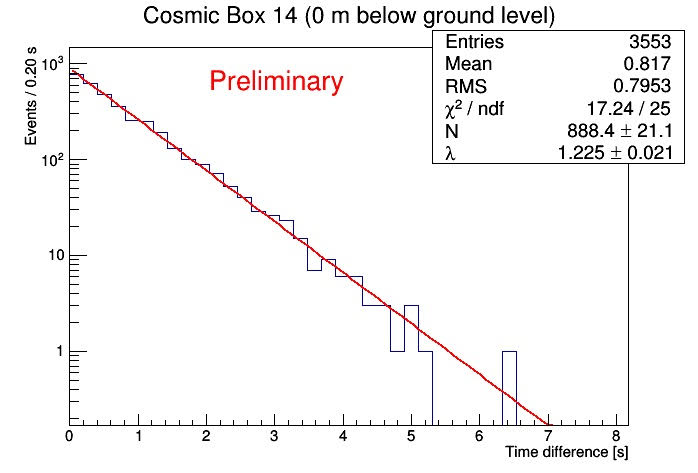 Cosmic Box 14 (0 m below ground level)
Entries 3553
Mean 0.817
RMS 0.7953
χ² / ndf 17.24 / 25
N 888.4 ± 21.1
λ 1.225 ± 0.021
Preliminary
Events / 0.20 s
10³
10²
10
1
0 1 2 3 4 5 6 7 8
Time difference [s]